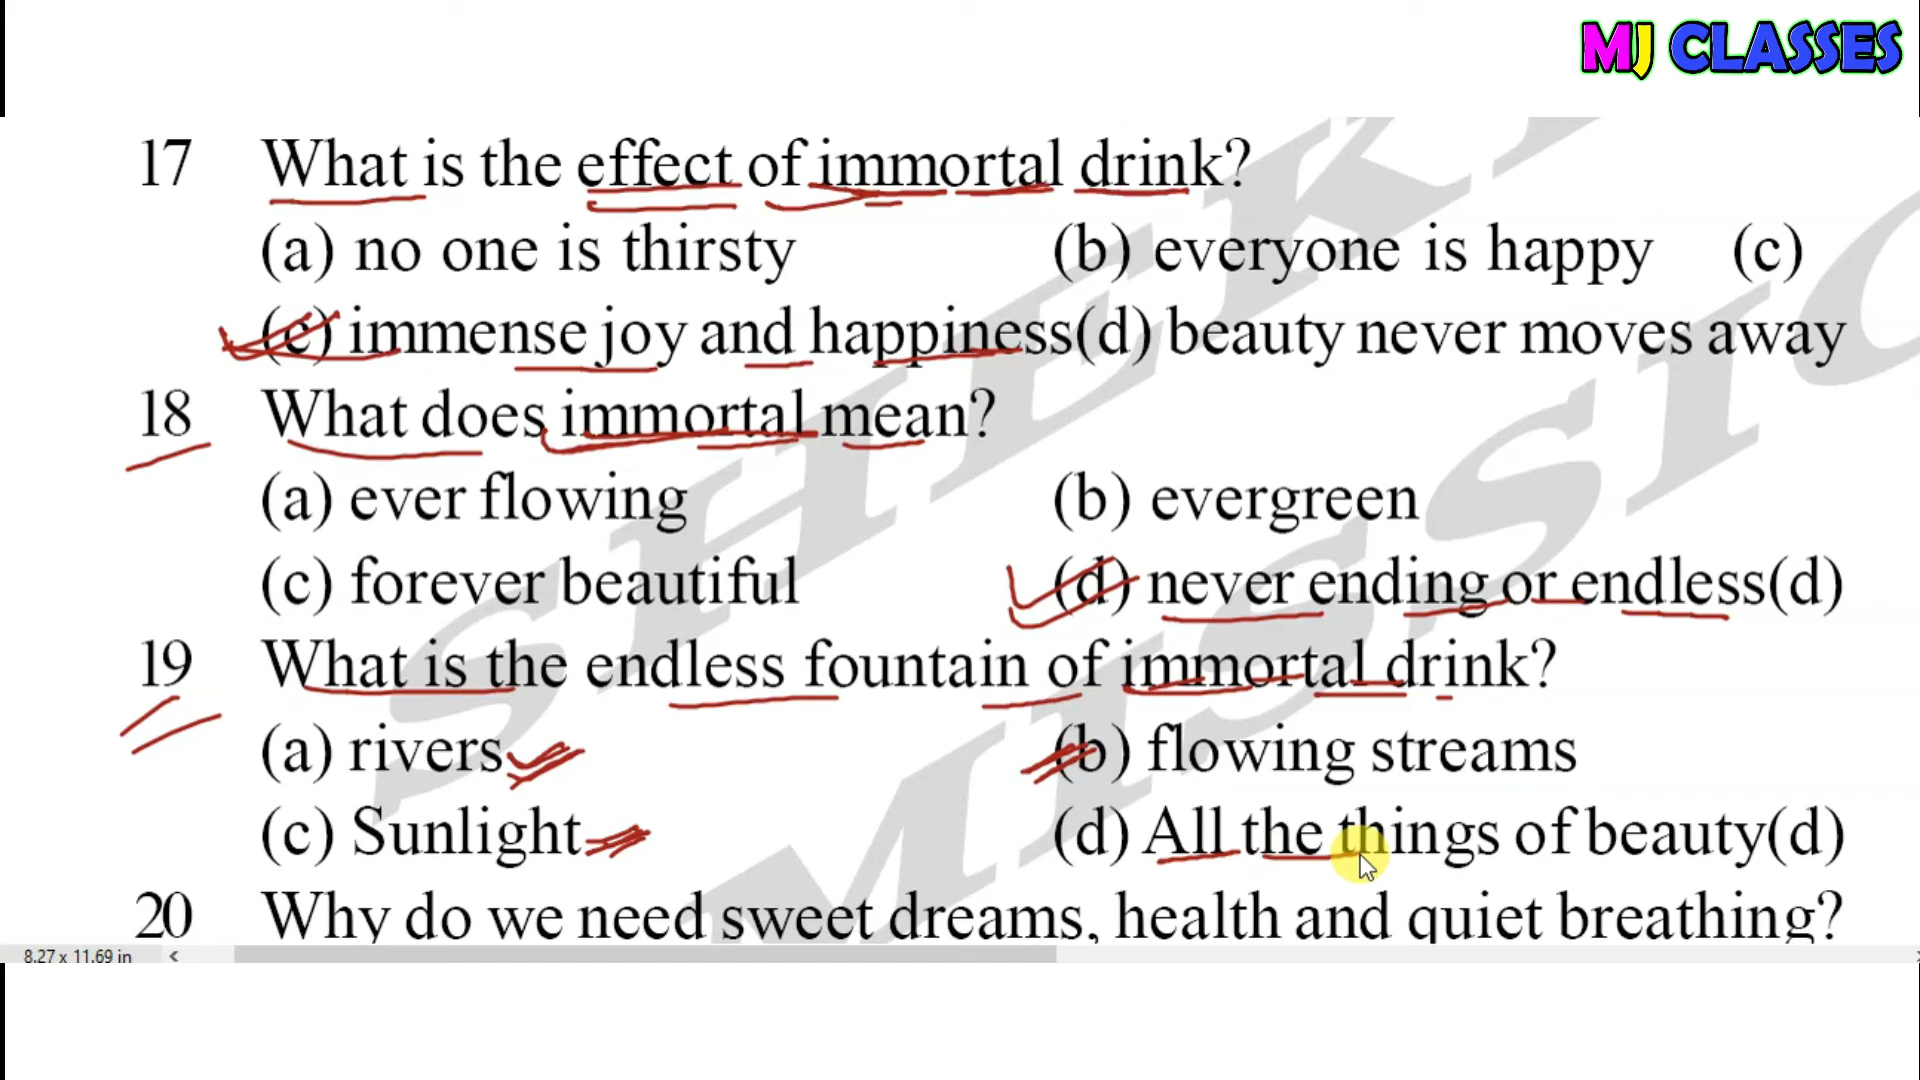 MJ CLASSES
17 What is the effect of immortal drink?
(a) no one is thirsty (b) everyone is happy (c)
(c) immense joy and happiness(d) beauty never moves away
18 What does immortal mean?
(a) ever flowing (b) evergreen
(c) forever beautiful (d) never ending or endless(d)
19 What is the endless fountain of immortal drink?
(a) rivers (b) flowing streams
(c) Sunlight (d) All the things of beauty(d)
20 Why do we need sweet dreams, health and quiet breathing?
8.27 x 11.69 in